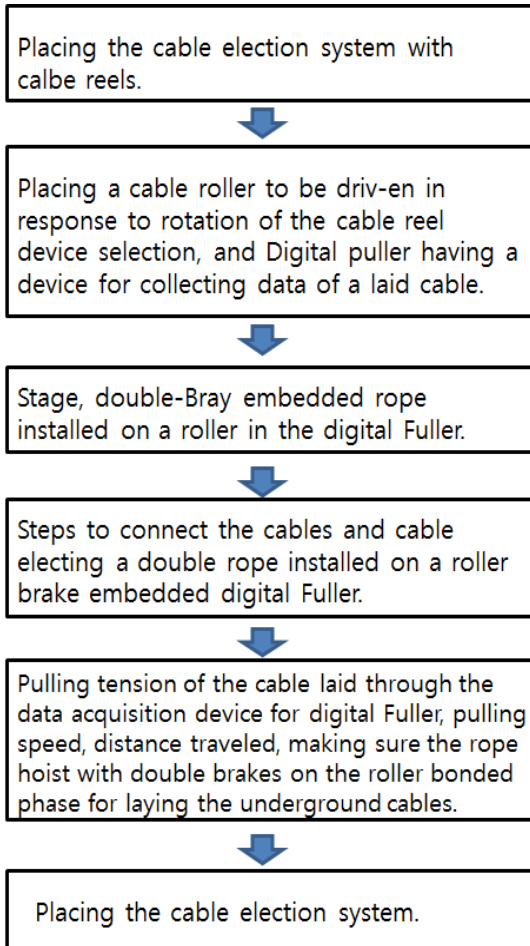 Placing the cable election system with
calbe reels.
Placing a cable roller to be driv-en in
response to rotation of the cable reel
device selection, and Digital puller having a
device for collecting data of a laid cable.
Stage, double-Bray embedded rope
installed on a roller in the digital Fuller.
Steps to connect the cables and cable
electing a double rope installed on a roller
brake embedded digital Fuller.
Pulling tension of the cable laid through the
data acquisition device for digital Fuller, pulling
speed, distance traveled, making sure the rope
hoist with double brakes on the roller bonded
phase for laying the underground cables.
Placing the cable election system.